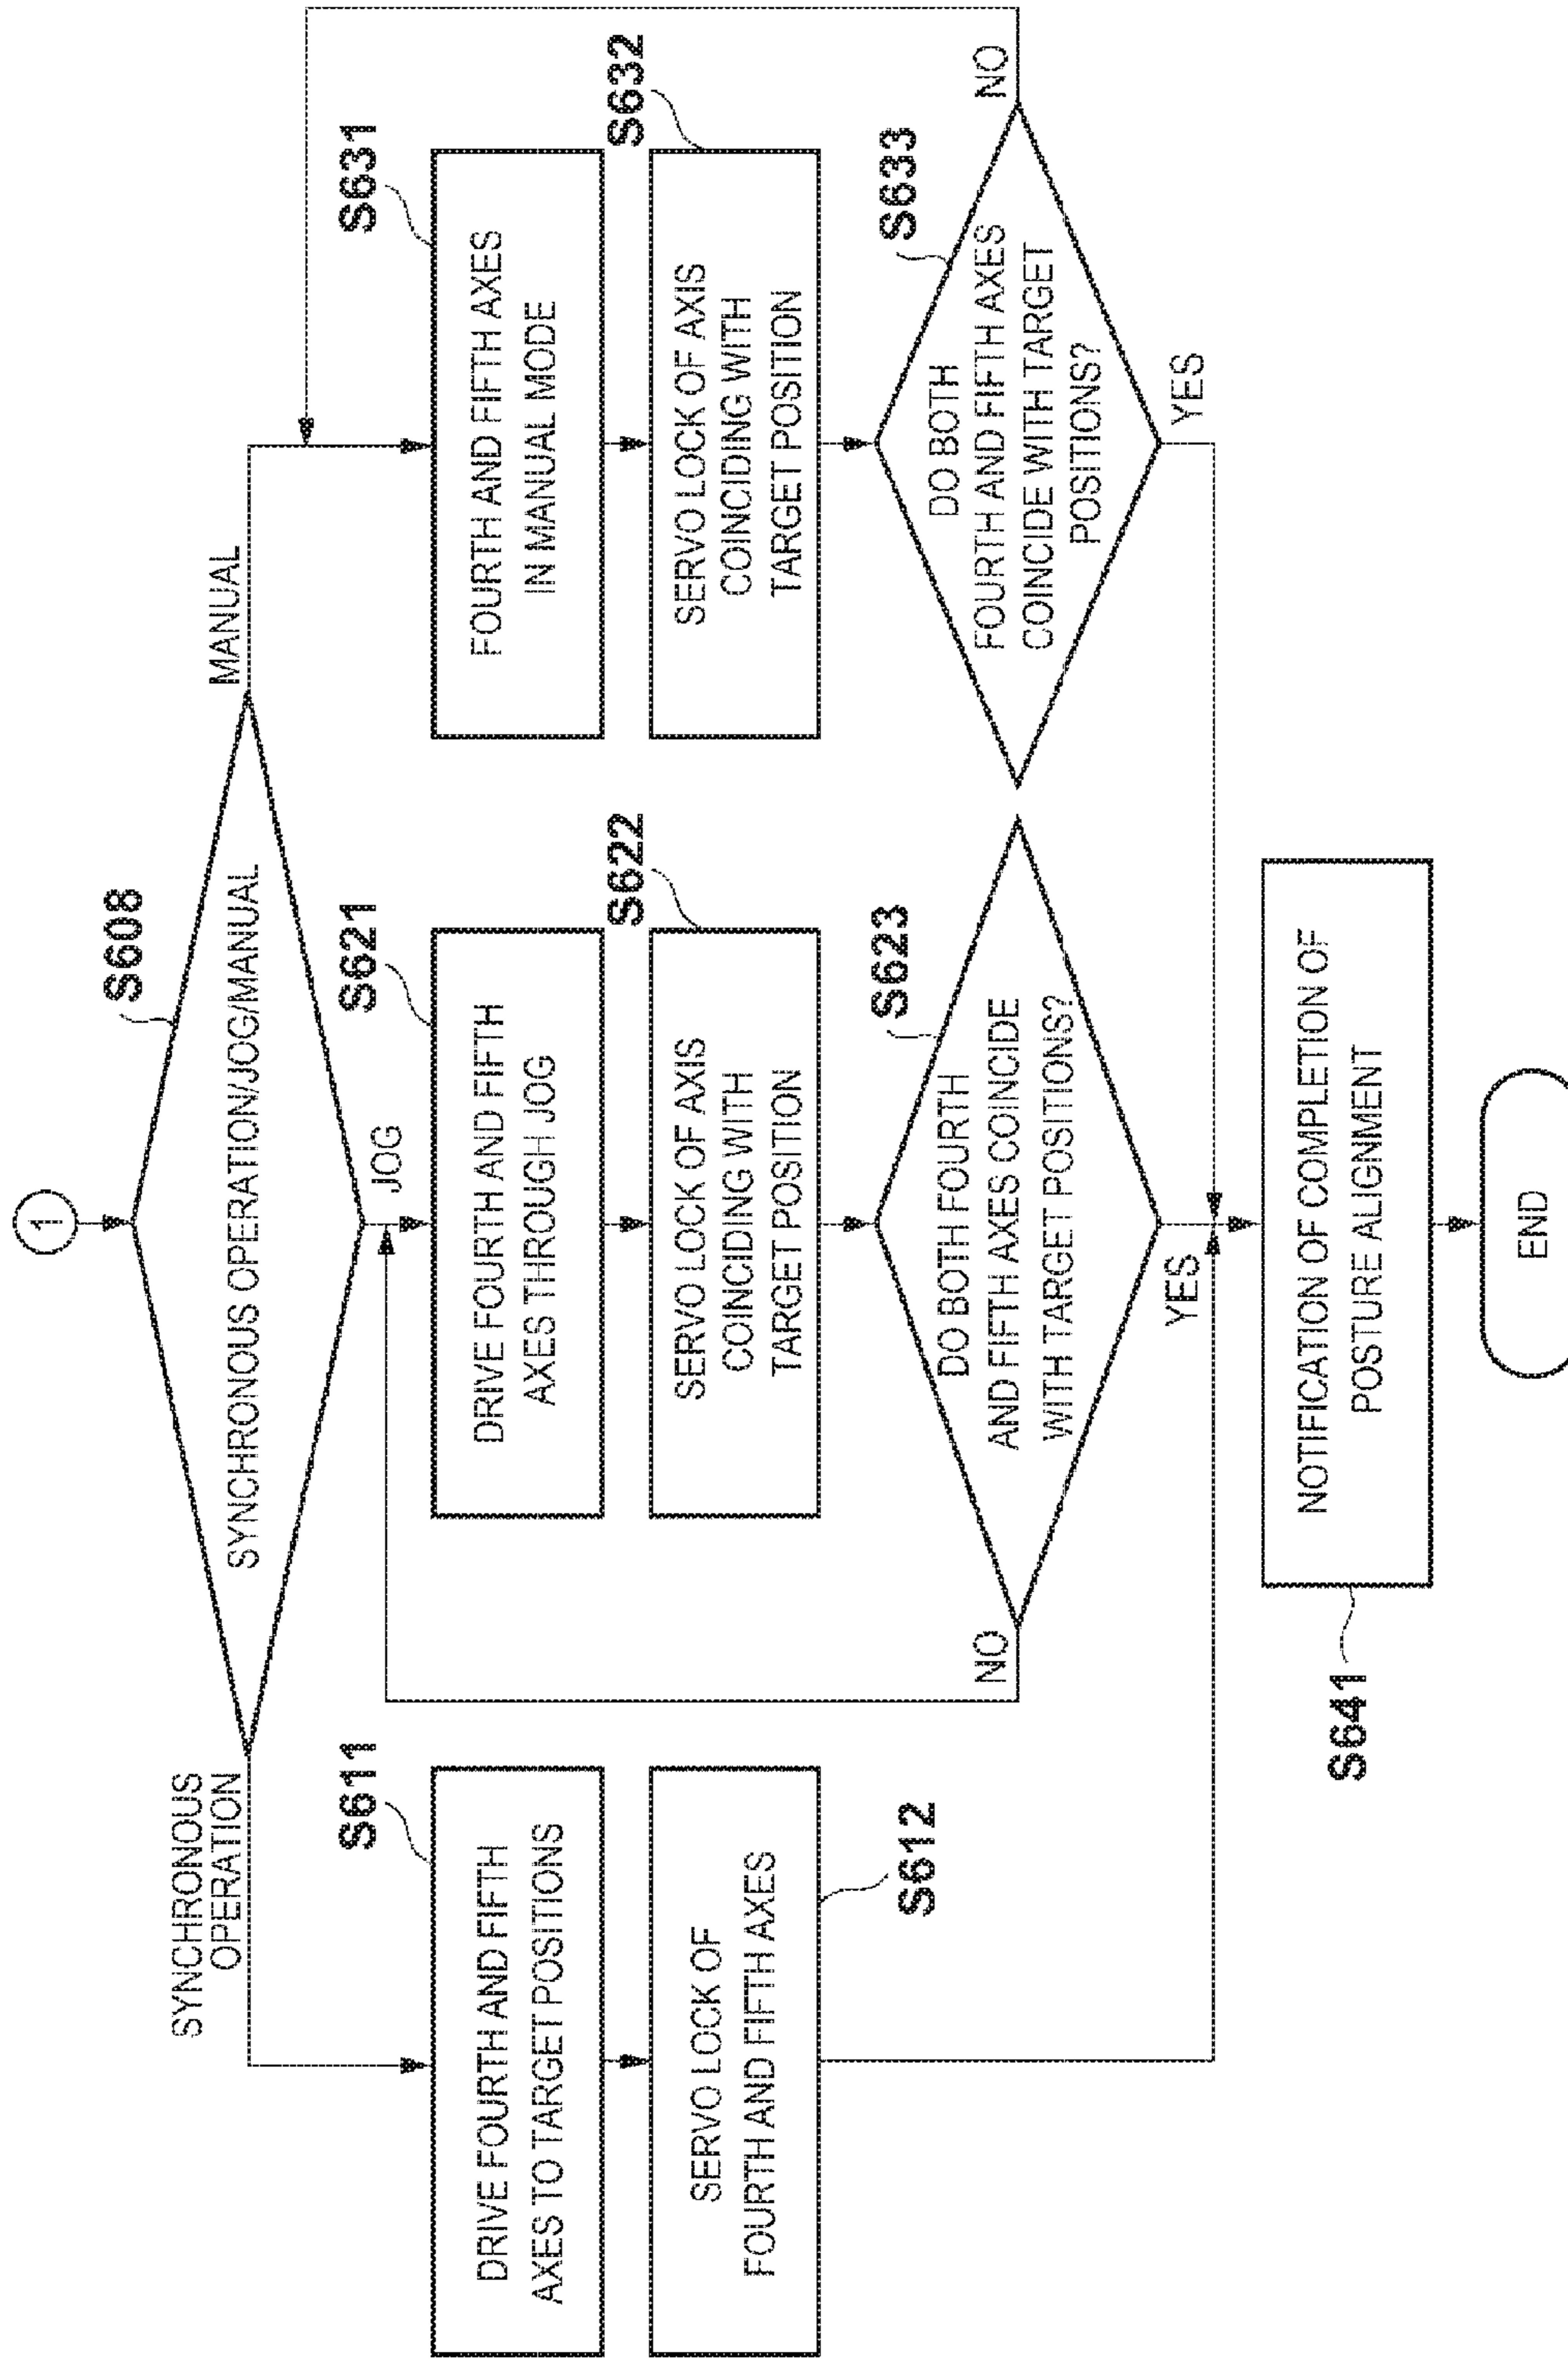 1
S608
SYNCHRONOUS OPERATION/JOG/MANUAL
SYNCHRONOUS
OPERATION
JOG
MANUAL
S611
DRIVE FOURTH AND FIFTH
AXES TO TARGET POSITIONS
S612
SERVO LOCK OF
FOURTH AND FIFTH AXES
S621
DRIVE FOURTH AND FIFTH
AXES THROUGH JOG
S622
SERVO LOCK OF AXIS
COINCIDING WITH
TARGET POSITION
S623
DO BOTH FOURTH
AND FIFTH AXES COINCIDE
WITH TARGET POSITIONS?
NO
YES
S631
FOURTH AND FIFTH AXES
IN MANUAL MODE
S632
SERVO LOCK OF AXIS
COINCIDING WITH
TARGET POSITION
S633
DO BOTH
FOURTH AND FIFTH AXES
COINCIDE WITH TARGET
POSITIONS?
NO
YES
S641
NOTIFICATION OF COMPLETION OF
POSTURE ALIGNMENT
END